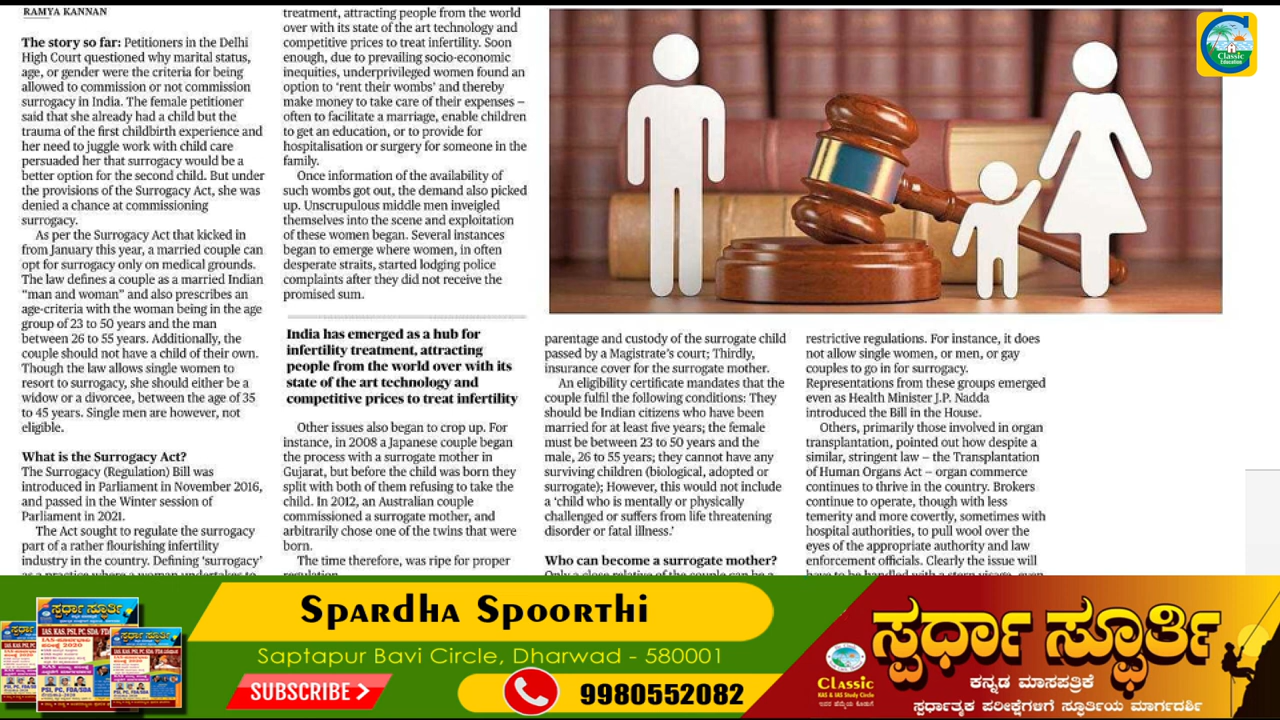 RAMYA KANNAN
The story so far: Petitioners in the Delhi
High Court questioned why marital status,
age, or gender were the criteria for being
allowed to commission or not commission
surrogacy in India. The female petitioner
said that she already had a child but the
trauma of the first childbirth experience and
her need to juggle work with child care
persuaded her that surrogacy would be a
better option for the second child. But under
the provisions of the Surrogacy Act, she was
denied a chance at commissioning
surrogacy.
As per the Surrogacy Act that kicked in
from January this year, a married couple can
opt for surrogacy only on medical grounds.
The law defines a couple as a married Indian
“man and woman” and also prescribes an
age-criteria with the woman being in the age
group of 23 to 50 years and the man
between 26 to 55 years. Additionally, the
couple should not have a child of their own.
Though the law allows single women to
resort to surrogacy, she should either be a
widow or a divorcee, between the age of 35
to 45 years. Single men are however, not
eligible.
What is the Surrogacy Act?
The Surrogacy (Regulation) Bill was
introduced in Parliament in November 2016,
and passed in the Winter session of
Parliament in 2021.
The Act sought to regulate the surrogacy
part of a rather flourishing infertility
industry in the country. Defining ‘surrogacy’
as a practice where a woman undertakes to
treatment, attracting people from the world
over with its state of the art technology and
competitive prices to treat infertility. Soon
enough, due to prevailing socio-economic
inequities, underprivileged women found an
option to ‘rent their wombs’ and thereby
make money to take care of their expenses –
often to facilitate a marriage, enable children
to get an education, or to provide for
hospitalisation or surgery for someone in the
family.
Once information of the availability of
such wombs got out, the demand also picked
up. Unscrupulous middle men inveigled
themselves into the scene and exploitation
of these women began. Several instances
began to emerge where women, in often
desperate straits, started lodging police
complaints after they did not receive the
promised sum.
India has emerged as a hub for
infertility treatment, attracting
people from the world over with its
state of the art technology and
competitive prices to treat infertility
Other issues also began to crop up. For
instance, in 2008 a Japanese couple began
the process with a surrogate mother in
Gujarat, but before the child was born they
split with both of them refusing to take the
child. In 2012, an Australian couple
commissioned a surrogate mother, and
arbitrarily chose one of the twins that were
born.
The time therefore, was ripe for proper
regulation.
parentage and custody of the surrogate child
passed by a Magistrate’s court; Thirdly,
insurance cover for the surrogate mother.
An eligibility certificate mandates that the
couple fulfil the following conditions: They
should be Indian citizens who have been
married for at least five years; the female
must be between 23 to 50 years and the
male, 26 to 55 years; they cannot have any
surviving children (biological, adopted or
surrogate); However, this would not include
a ‘child who is mentally or physically
challenged or suffers from life threatening
disorder or fatal illness.’
Who can become a surrogate mother?
Only a close relative of the couple can be a
restrictive regulations. For instance, it does
not allow single women, or men, or gay
couples to go in for surrogacy.
Representations from these groups emerged
even as Health Minister J.P. Nadda
introduced the Bill in the House.
Others, primarily those involved in organ
transplantation, pointed out how despite a
similar, stringent law – the Transplantation
of Human Organs Act – organ commerce
continues to thrive in the country. Brokers
continue to operate, though with less
temerity and more covertly, sometimes with
hospital authorities, to pull wool over the
eyes of the appropriate authority and law
enforcement officials. Clearly the issue will
have to be handled with a stern visage, even
Classic
Education
Spardha Spoorthi
Saptapur Bavi Circle, Dharwad - 580001
SUBSCRIBE
9980552082
Classic
KAS & IAS Study Circle
ಸ್ಪರ್ಧಾ ಸ್ಫೂರ್ತಿ
ಕನ್ನಡ ಮಾಸಪತ್ರಿಕೆ
ಸ್ಪರ್ಧಾತ್ಮಕ ಪರೀಕ್ಷೆಗಳಿಗೆ ಸ್ಫೂರ್ತಿಯ ಮಾರ್ಗದರ್ಶಿ